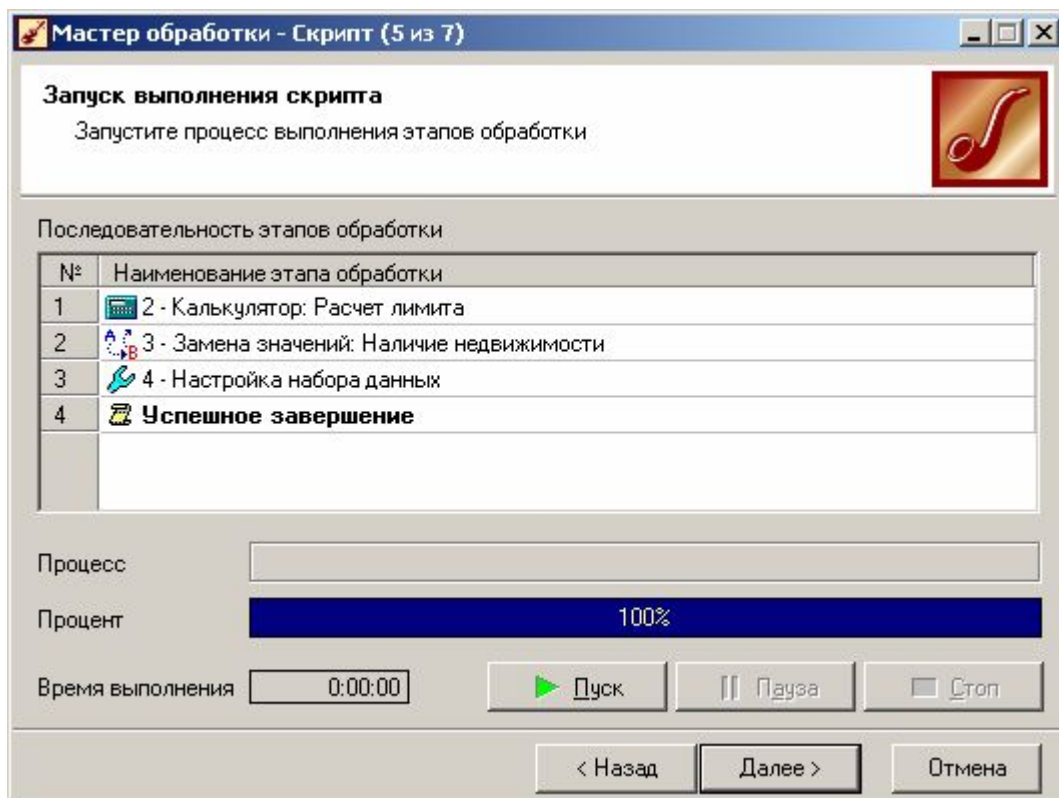 Мастер обработки - Скрипт (5 из 7)
Запуск выполнения скрипта
Запустите процесс выполнения этапов обработки
Последовательность этапов обработки
№ Наименование этапа обработки
1 2 - Калькулятор: Расчет лимита
2 3 - Замена значений: Наличие недвижимости
3 4 - Настройка набора данных
4 Успешное завершение
Процесс
Процент 100%
Время выполнения 0:00:00 Пуск Пауза Стоп
< Назад Далее > Отмена